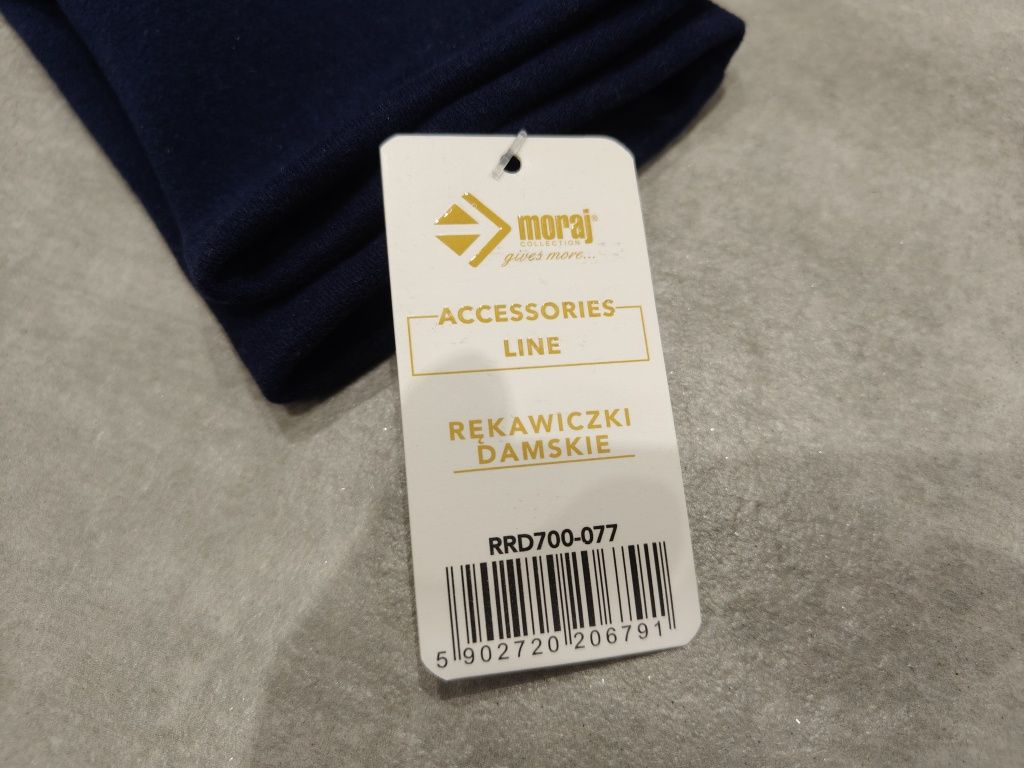 moraj®
COLLECTION
gives more...
ACCESSORIES
LINE
RĘKAWICZKI
DAMSKIE
RRD700-077
5 902720 206791